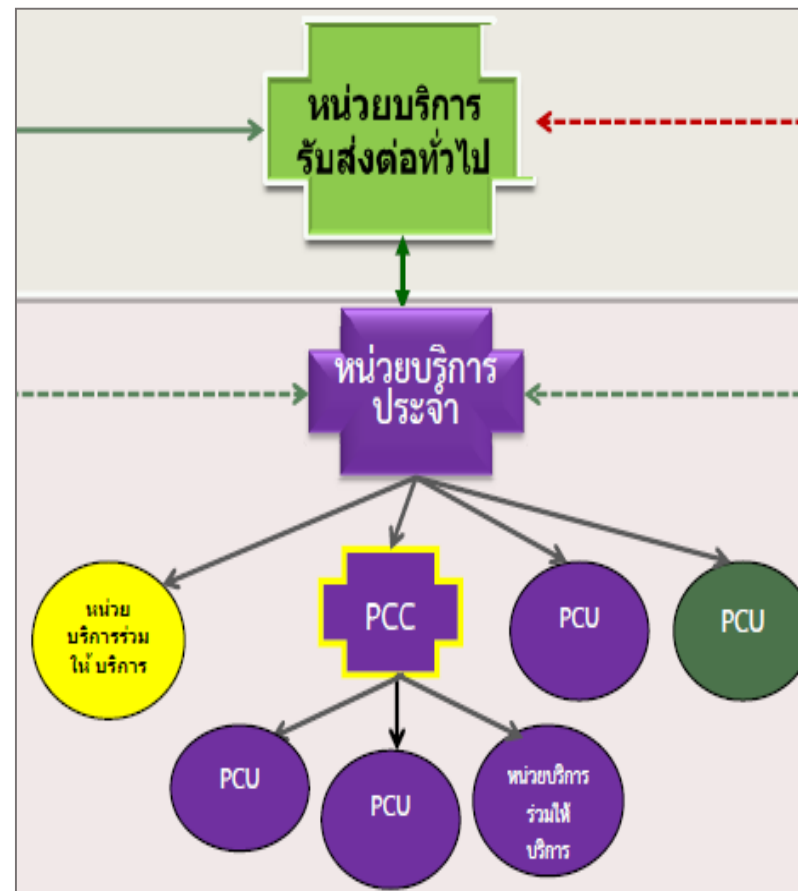 หน่วยบริการ
รับส่งต่อทั่วไป
หน่วยบริการ
ประจำ
หน่วย
บริการร่วม
ให้ บริการ
PCC
PCU
PCU
PCU
PCU
หน่วยบริการ
ร่วมให้
บริการ